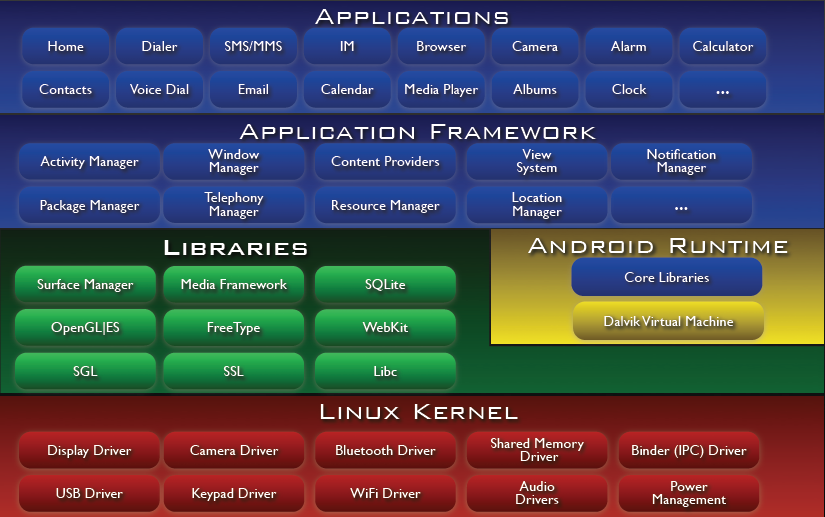 APPLICATIONS
Home Dialer SMS/MMS IM Browser Camera Alarm Calculator
Contacts Voice Dial Email Calendar Media Player Albums Clock ...
APPLICATION FRAMEWORK
Activity Manager Window Manager Content Providers View System Notification Manager
Package Manager Telephony Manager Resource Manager Location Manager ...
LIBRARIES
Surface Manager Media Framework SQLite
OpenGL|ES FreeType WebKit
SGL SSL Libc
ANDROID RUNTIME
Core Libraries
Dalvik Virtual Machine
LINUX KERNEL
Display Driver Camera Driver Bluetooth Driver Shared Memory Driver Binder (IPC) Driver
USB Driver Keypad Driver WiFi Driver Audio Drivers Power Management